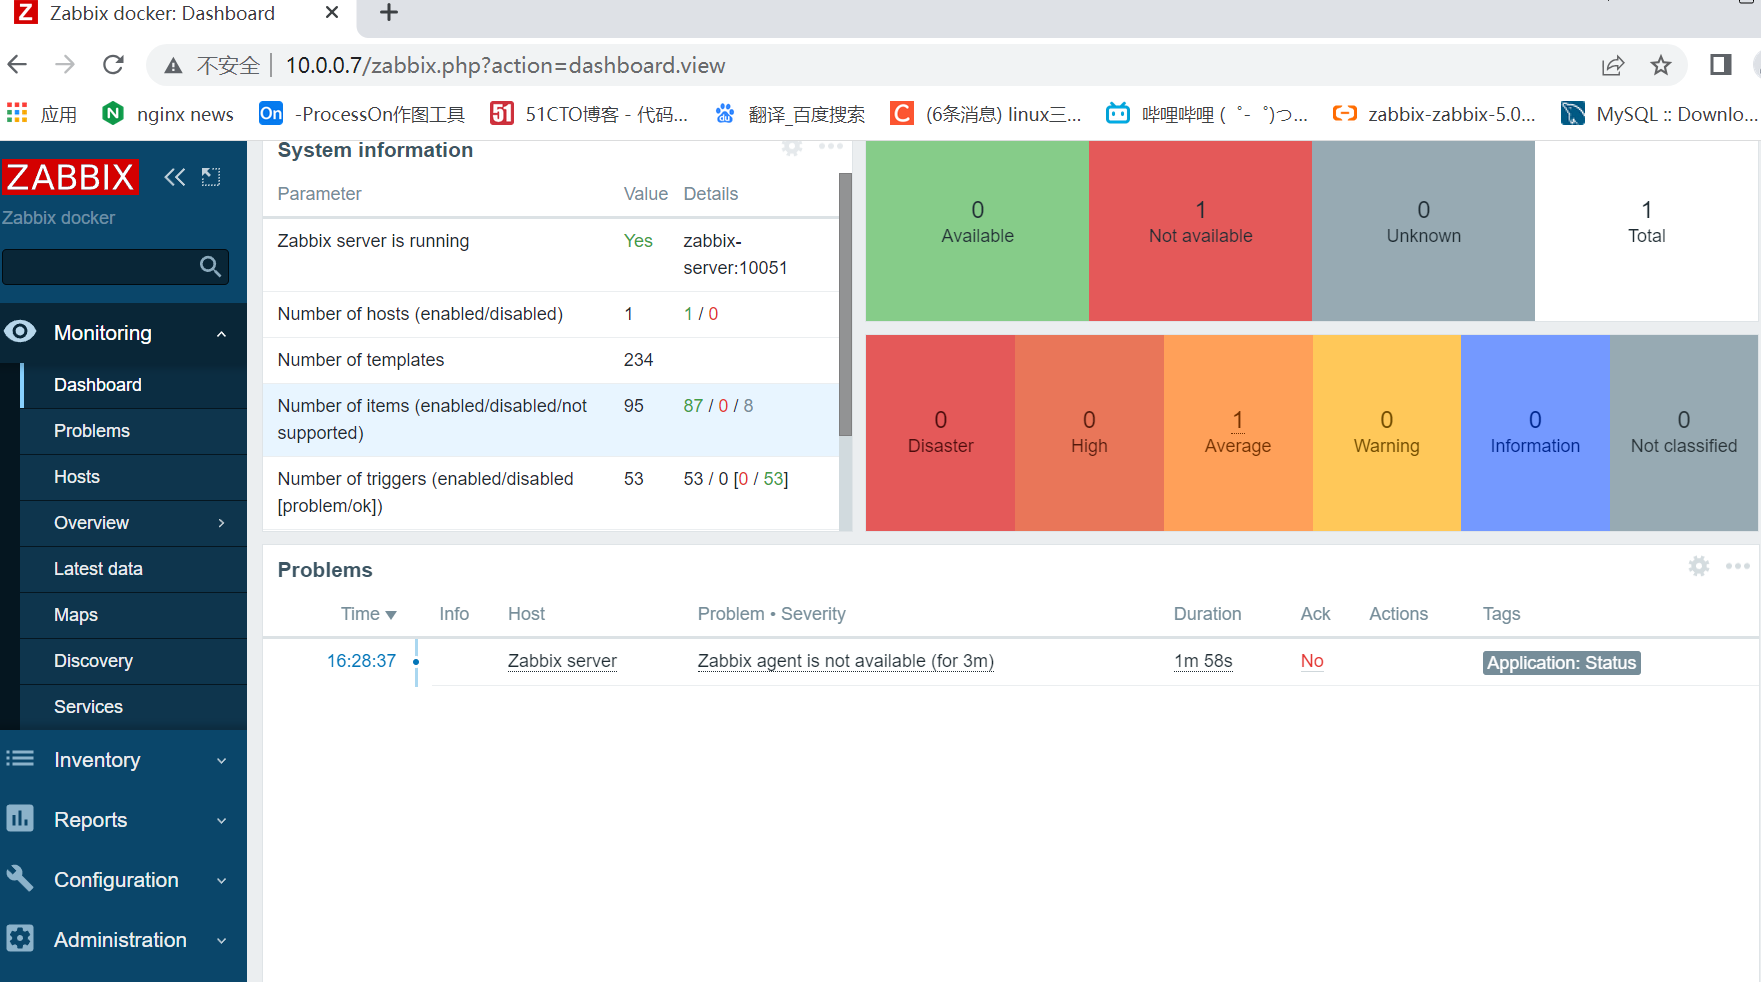 Z Zabbix docker: Dashboard
不安全 10.0.0.7/zabbix.php?action=dashboard.view
应用
nginx news
On -ProcessOn作图工具
51 51CTO博客 - 代码...
翻译_百度搜索
C (6条消息) linux三...
哔哩哔哩 ( ゜- ゜)つ...
zabbix-zabbix-5.0...
MySQL :: Downlo...
ZABBIX
Zabbix docker
Monitoring
Dashboard
Problems
Hosts
Overview
Latest data
Maps
Discovery
Services
Inventory
Reports
Configuration
Administration
System information
Parameter Value Details
Zabbix server is running Yes zabbix-
server:10051
Number of hosts (enabled/disabled) 1 1 / 0
Number of templates 234
Number of items (enabled/disabled/not 95 87 / 0 / 8
supported)
Number of triggers (enabled/disabled 53 53 / 0 [0 / 53]
[problem/ok])
0 1 0 1
Available Not available Unknown Total
0 0 1 0 0 0
Disaster High Average Warning Information Not classified
Problems
Time Info Host Problem • Severity Duration Ack Actions Tags
16:28:37 Zabbix server Zabbix agent is not available (for 3m) 1m 58s No Application: Status